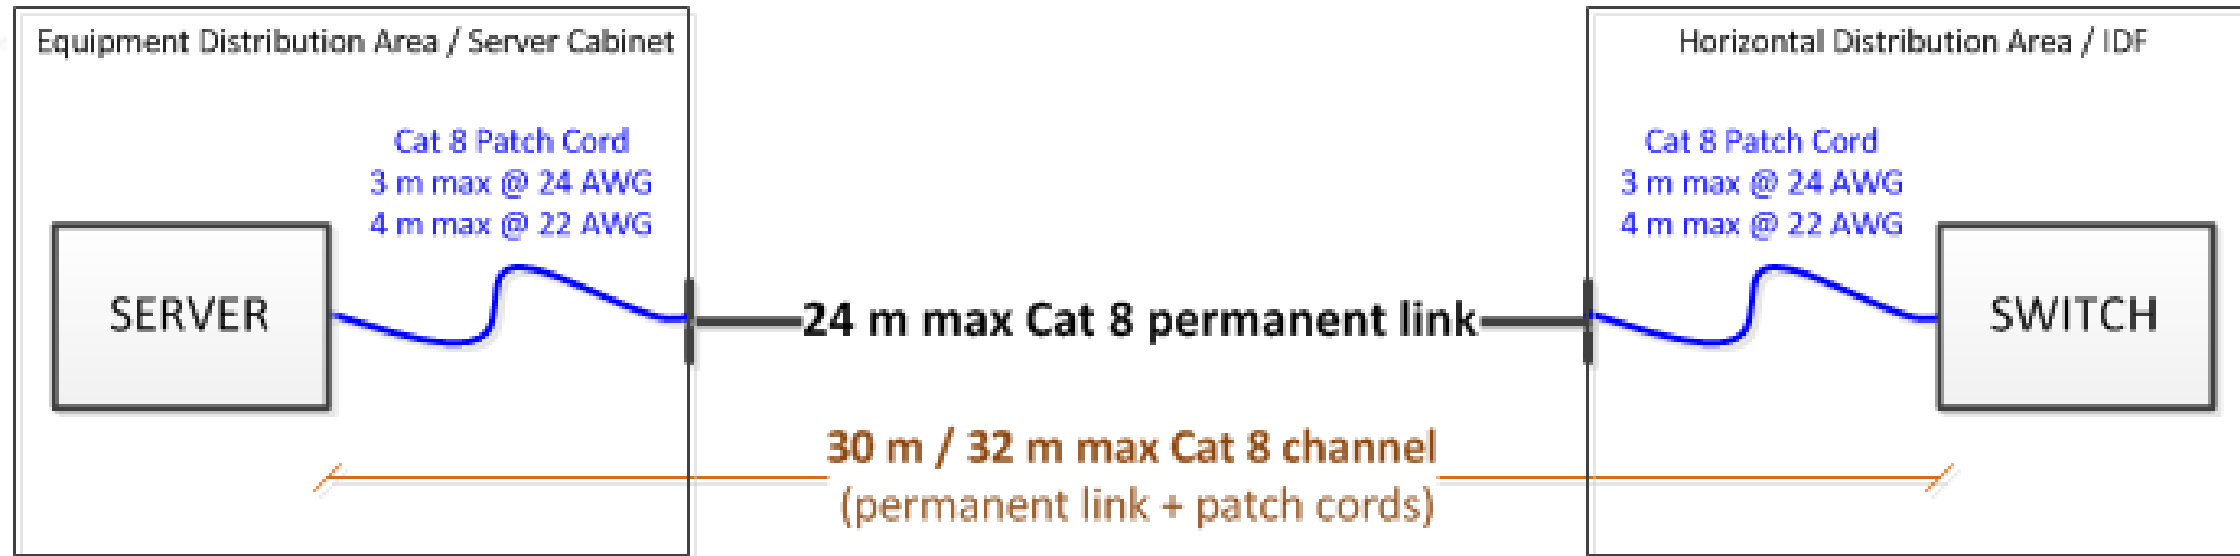 Equipment Distribution Area / Server Cabinet
Horizontal Distribution Area / IDF
Cat 8 Patch Cord
3 m max @ 24 AWG
4 m max @ 22 AWG
Cat 8 Patch Cord
3 m max @ 24 AWG
4 m max @ 22 AWG
SERVER
24 m max Cat 8 permanent link
SWITCH
30 m / 32 m max Cat 8 channel
(permanent link + patch cords)